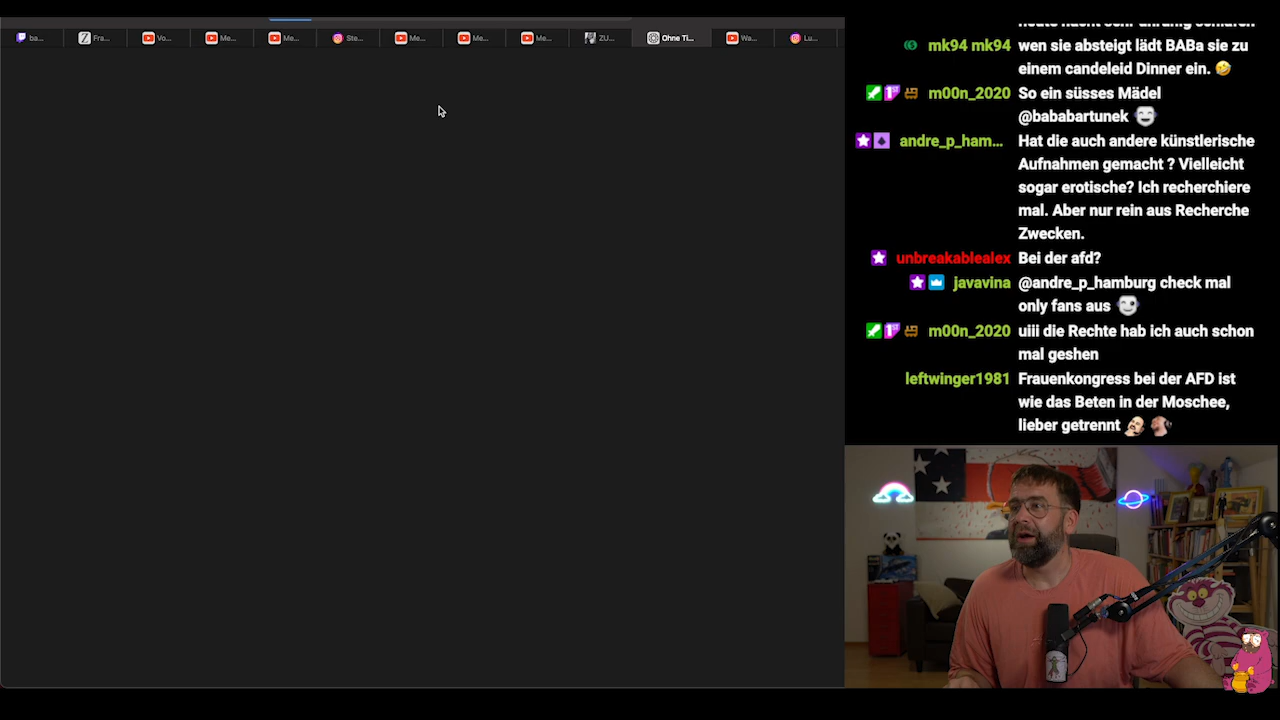 ba...
Fra...
Vo...
Me...
Me...
Ste...
Me...
Me...
Me...
ZU...
Ohne Ti...
Wa...
Lu...
mk94 mk94 wen sie absteigt lädt BABa sie zu
einem candeleid Dinner ein. 🤣
m00n_2020 So ein süsses Mädel
@bababartunek
andre_p_ham... Hat die auch andere künstlerische
Aufnahmen gemacht ? Vielleicht
sogar erotische? Ich recherchiere
mal. Aber nur rein aus Recherche
Zwecken.
unbreakablealex Bei der afd?
javavina @andre_p_hamburg check mal
only fans aus
m00n_2020 uiii die Rechte hab ich auch schon
mal geshen
leftwinger1981 Frauenkongress bei der AFD ist
wie das Beten in der Moschee,
lieber getrennt